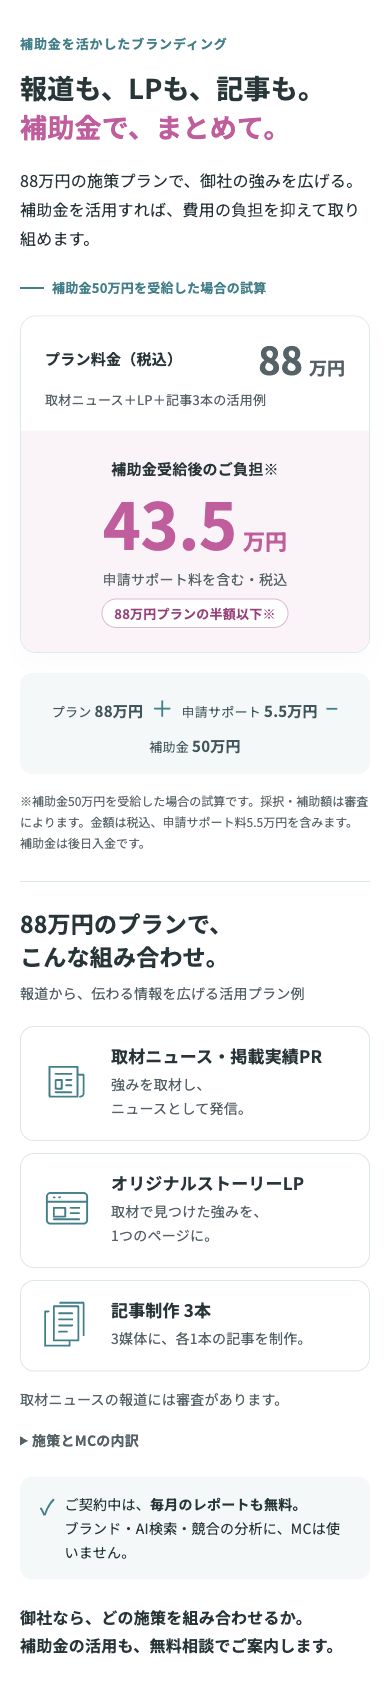 補助金を活かしたブランディング
報道も、LPも、記事も。
補助金で、まとめて。
88万円の施策プランで、御社の強みを広げる。
補助金を活用すれば、費用の負担を抑えて取り
組めます。
補助金50万円を受給した場合の試算
プラン料金（税込） 88 万円
取材ニュース＋LP＋記事3本の活用例
補助金受給後のご負担※
43.5 万円
申請サポート料を含む・税込
88万円プランの半額以下※
プラン 88万円 ＋ 申請サポート 5.5万円 −
補助金 50万円
※補助金50万円を受給した場合の試算です。採択・補助額は審査
によります。金額は税込、申請サポート料5.5万円を含みます。
補助金は後日入金です。
88万円のプランで、
こんな組み合わせ。
報道から、伝わる情報を広げる活用プラン例
取材ニュース・掲載実績PR
強みを取材し、
ニュースとして発信。
オリジナルストーリーLP
取材で見つけた強みを、
1つのページに。
記事制作 3本
3媒体に、各1本の記事を制作。
取材ニュースの報道には審査があります。
▶施策とMCの内訳
✓ ご契約中は、毎月のレポートも無料。
ブランド・AI検索・競合の分析に、MCは使
いません。
御社なら、どの施策を組み合わせるか。
補助金の活用も、無料相談でご案内します。